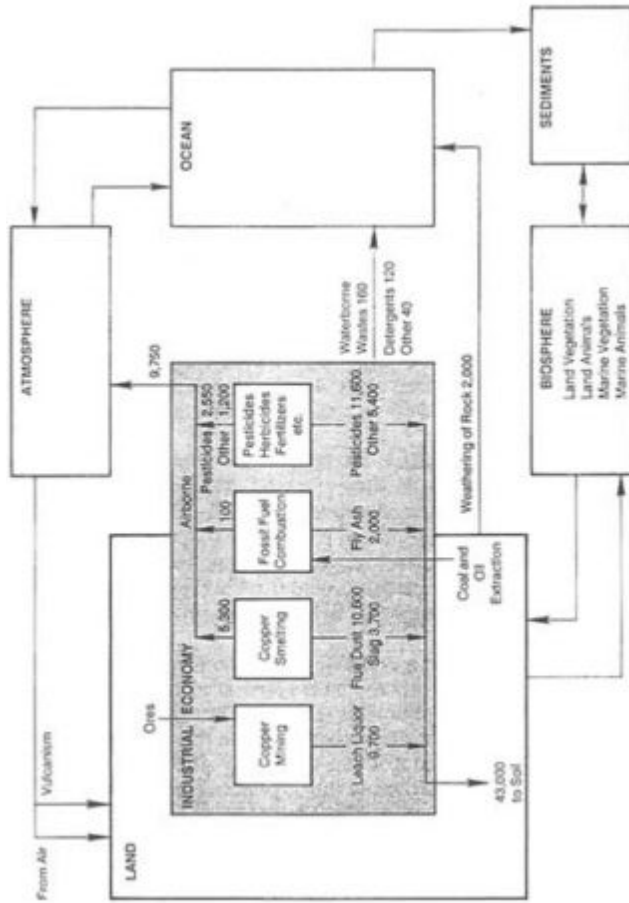 From Air
Vulcanism
ATMOSPHERE
9,750
LAND
Ores
INDUSTRIAL ECONOMY
Airborne
5,300
100
Pesticides 2,550
Other 1,200
Copper
Mining
Copper
Smelting
Fossil Fuel
Combustion
Pesticides
Herbicides
Fertilizers
etc.
Leach Liquor
Flue Dust 10,600
Slag 3,700
Fly Ash
2,000
Pesticides 11,600
Other 5,400
43,000
to Soil
Coal and
Oil
Extraction
Waterborne
Wastes 160
Detergents 120
Other 40
Weathering of Rock 2,000
OCEAN
BIOSPHERE
Land Vegetation
Land Animals
Marine Vegetation
Marine Animals
SEDIMENTS